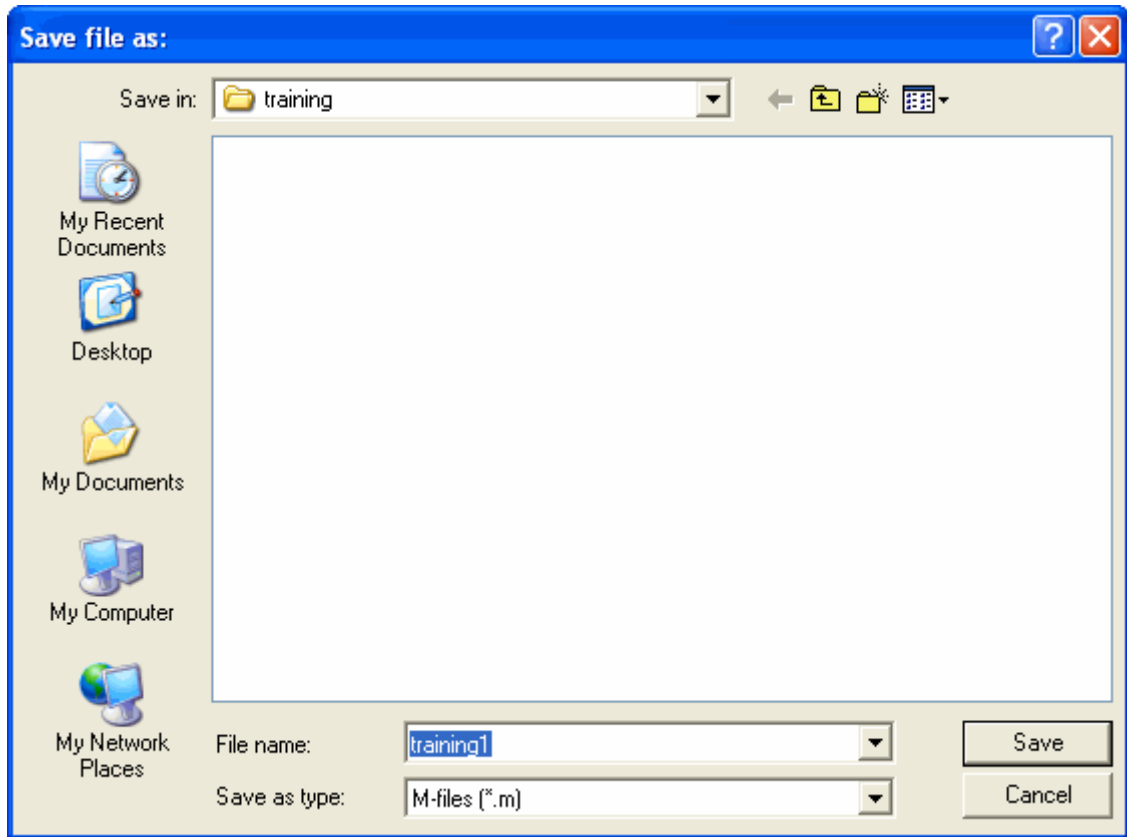 Save file as:
Save in: training
My Recent
Documents
Desktop
My Documents
My Computer
My Network
Places
File name: training1 Save
Save as type: M-files (*.m) Cancel